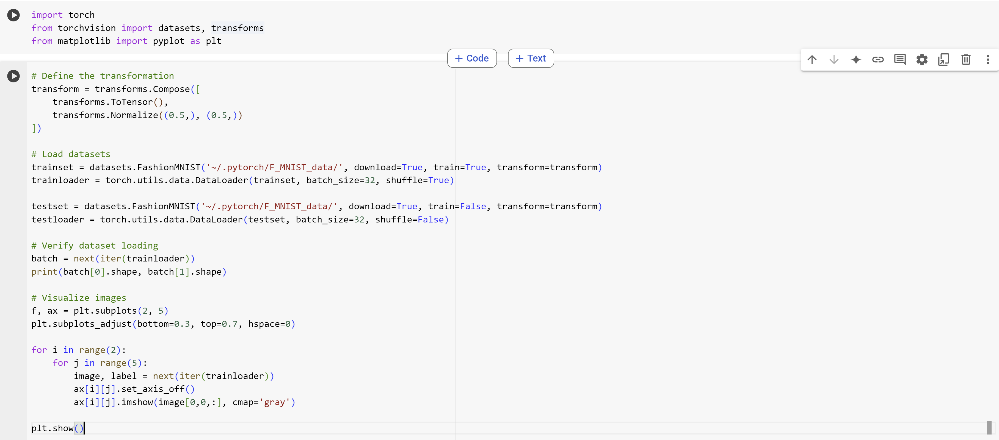 import torch
from torchvision import datasets, transforms
from matplotlib import pyplot as plt
+ Code
+ Text
# Define the transformation
transform = transforms.Compose([
    transforms.ToTensor(),
    transforms.Normalize((0.5,), (0.5,))
])
# Load datasets
trainset = datasets.FashionMNIST('~/.pytorch/F_MNIST_data/', download=True, train=True, transform=transform)
trainloader = torch.utils.data.DataLoader(trainset, batch_size=32, shuffle=True)
testset = datasets.FashionMNIST('~/.pytorch/F_MNIST_data/', download=True, train=False, transform=transform)
testloader = torch.utils.data.DataLoader(testset, batch_size=32, shuffle=False)
# Verify dataset loading
batch = next(iter(trainloader))
print(batch[0].shape, batch[1].shape)
# Visualize images
f, ax = plt.subplots(2, 5)
plt.subplots_adjust(bottom=0.3, top=0.7, hspace=0)
for i in range(2):
    for j in range(5):
        image, label = next(iter(trainloader))
        ax[i][j].set_axis_off()
        ax[i][j].imshow(image[0,0,:], cmap='gray')
plt.show()